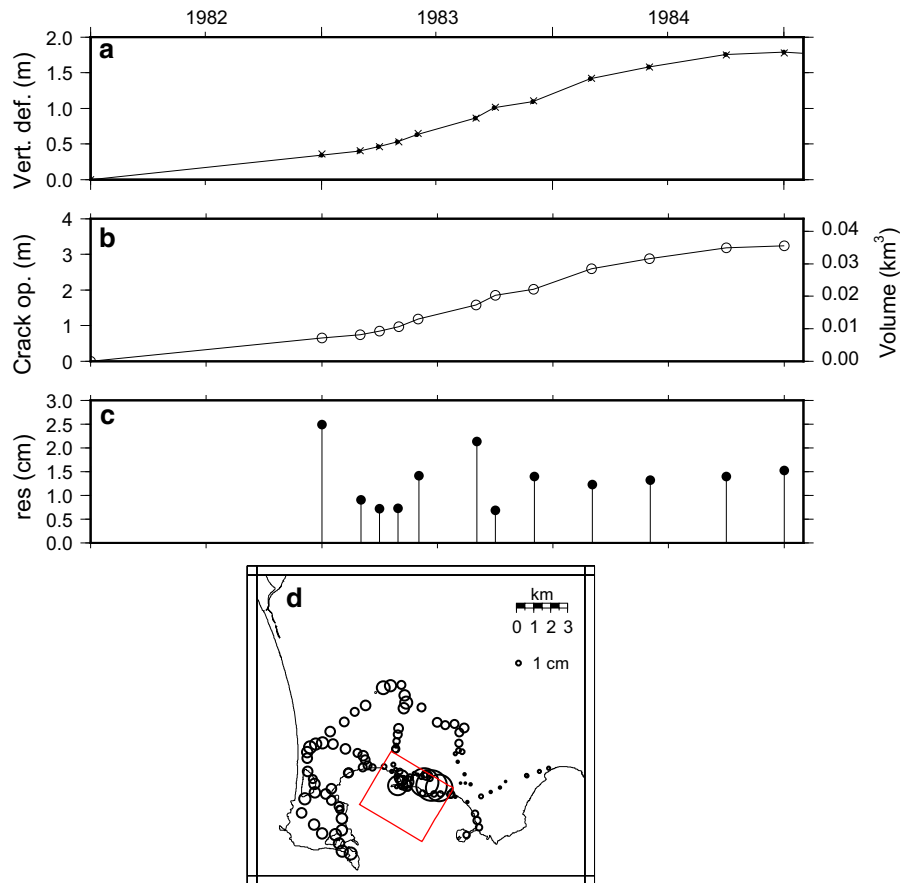 1982 1983 1984
a
Vert. def. (m)
2.0
1.5
1.0
0.5
0.0
b
Crack op. (m)
4
3
2
1
0
Volume (km³)
0.04
0.03
0.02
0.01
0.00
c
res (cm)
3.0
2.5
2.0
1.5
1.0
0.5
0.0
d
km
0 1 2 3
1 cm